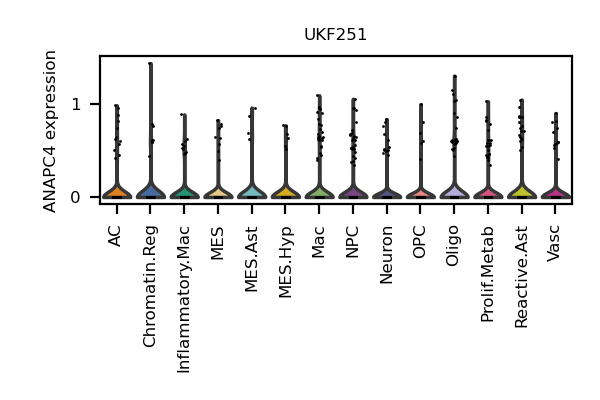 UKF251
ANAPC4 expression
1
0
AC
Chromatin.Reg
Inflammatory.Mac
MES
MES.Ast
MES.Hyp
Mac
NPC
Neuron
OPC
Oligo
Prolif.Metab
Reactive.Ast
Vasc